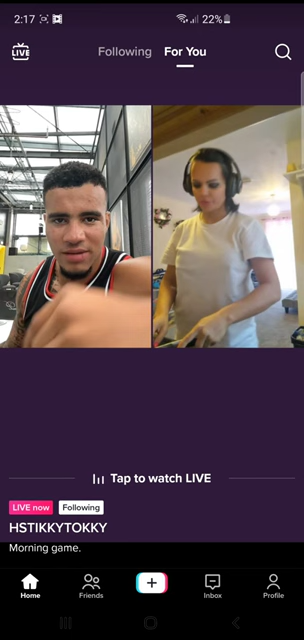 2:17 22%
LIVE Following For You
Tap to watch LIVE
LIVE now Following
HSTIKKYTOKKY
Morning game.
Home Friends Inbox Profile